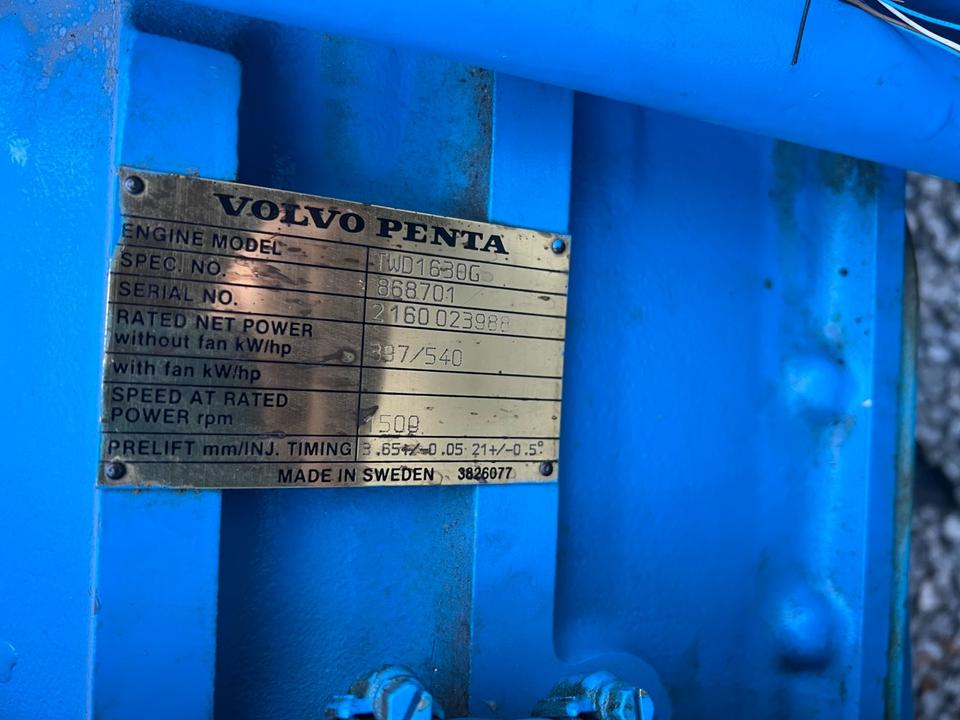 VOLVO PENTA
ENGINE MODEL TWD1630G
SPEC. NO. 868701
SERIAL NO. 2160 023988
RATED NET POWER
without fan kW/hp 397/540
with fan kW/hp
SPEED AT RATED
POWER rpm 1500
PRELIFT mm/INJ. TIMING 3.65+/-0.05 21+/-0.5°
MADE IN SWEDEN 3826077